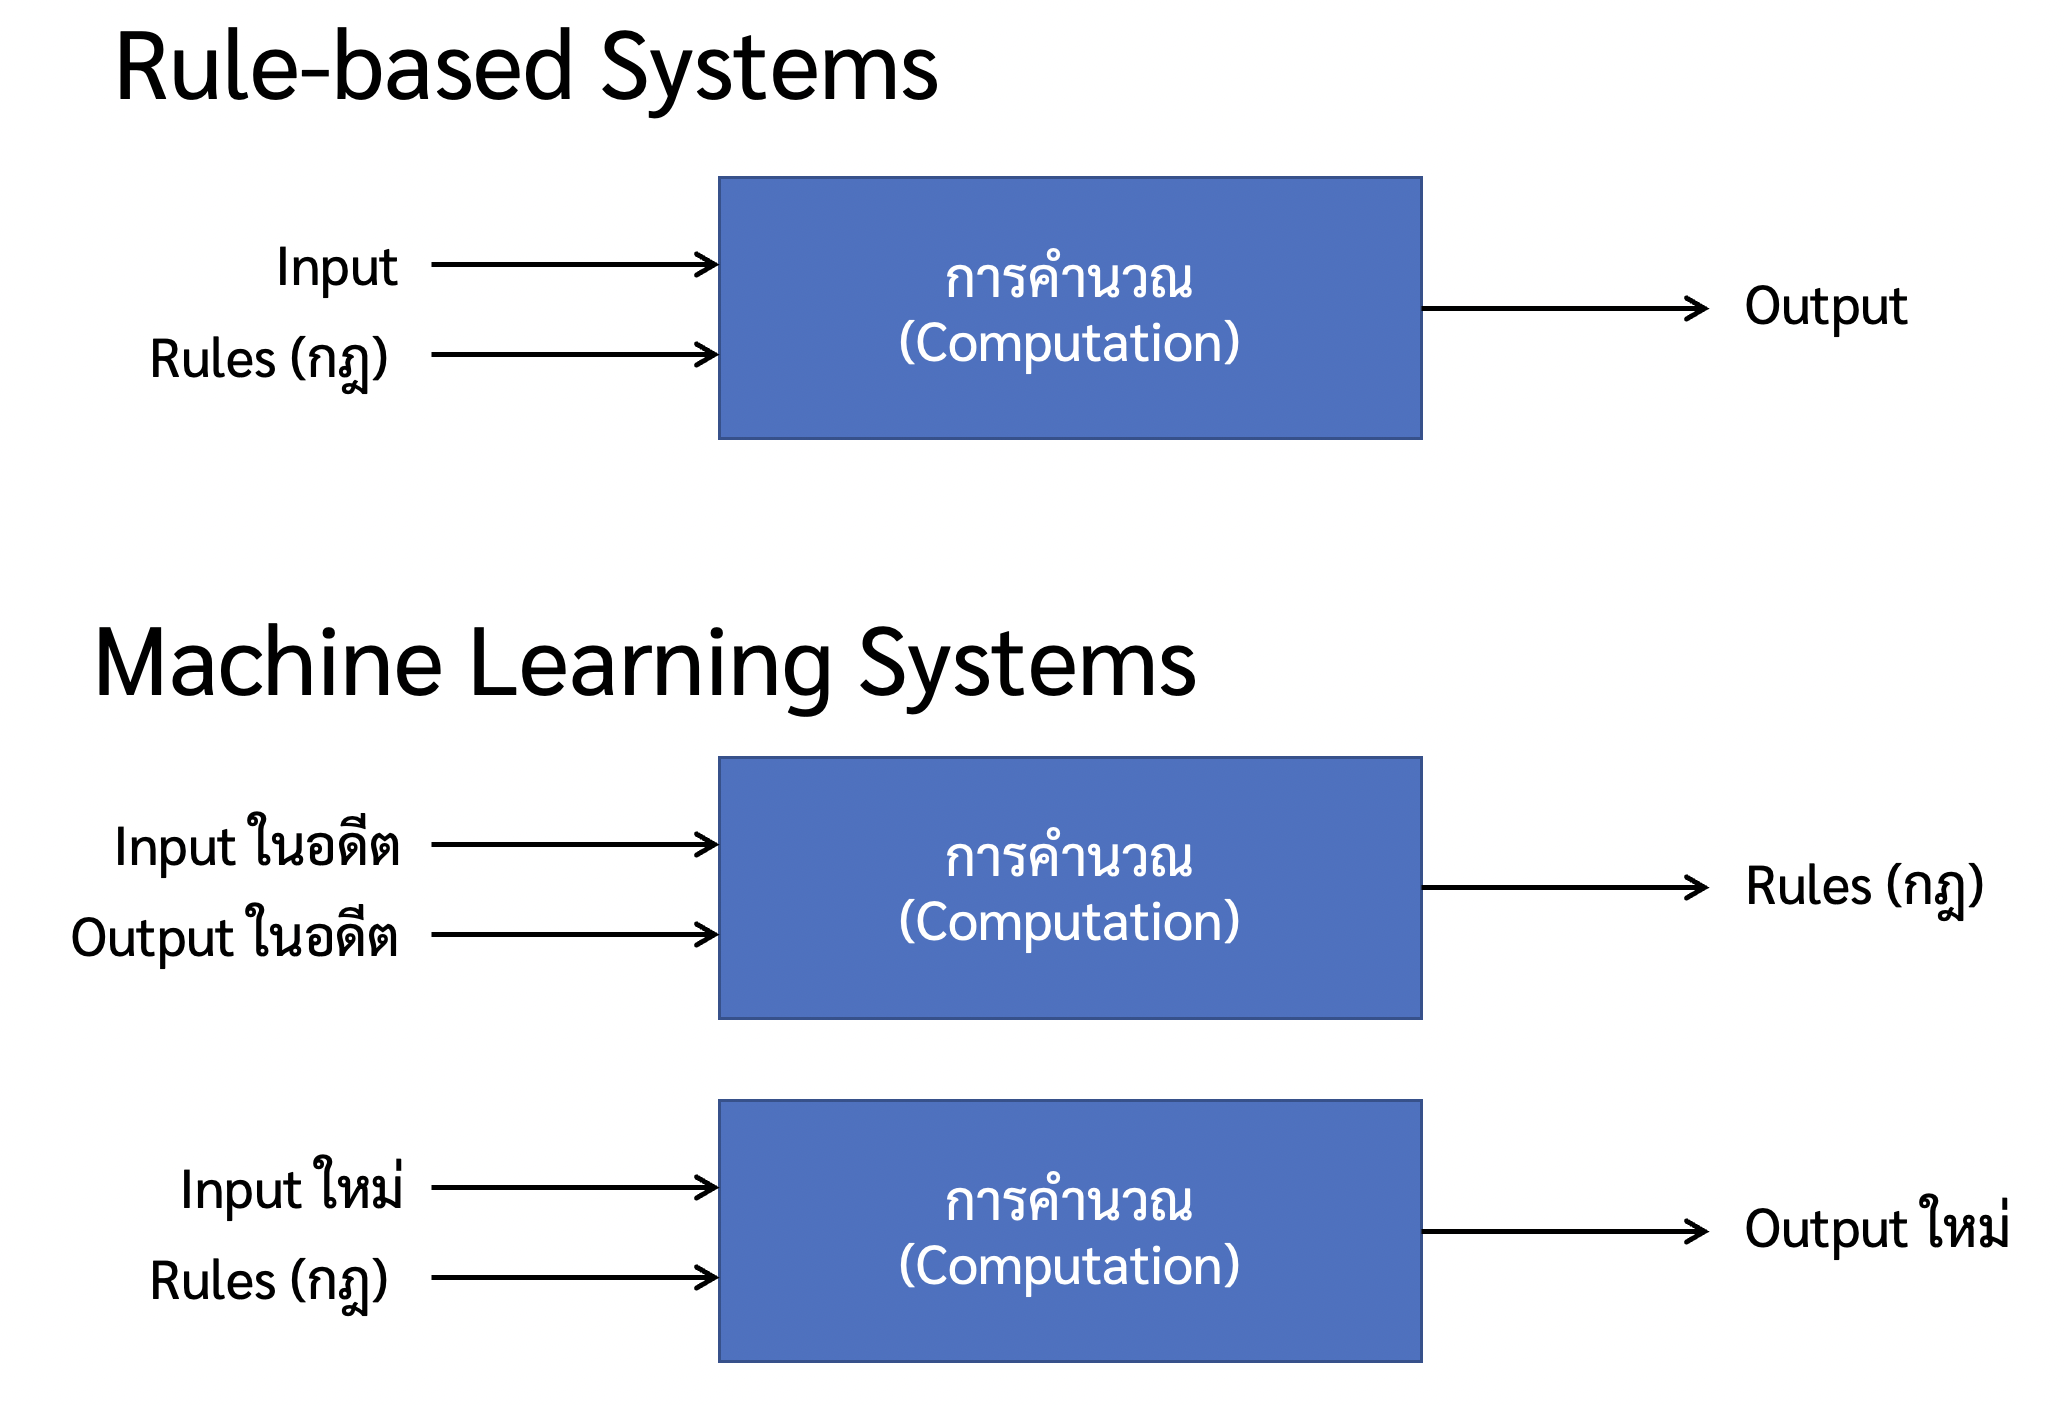 Rule-based Systems
Input
Rules (กฎ)
การคำนวณ
(Computation)
Output
Machine Learning Systems
Input ในอดีต
Output ในอดีต
การคำนวณ
(Computation)
Rules (กฎ)
Input ใหม่
Rules (กฎ)
การคำนวณ
(Computation)
Output ใหม่